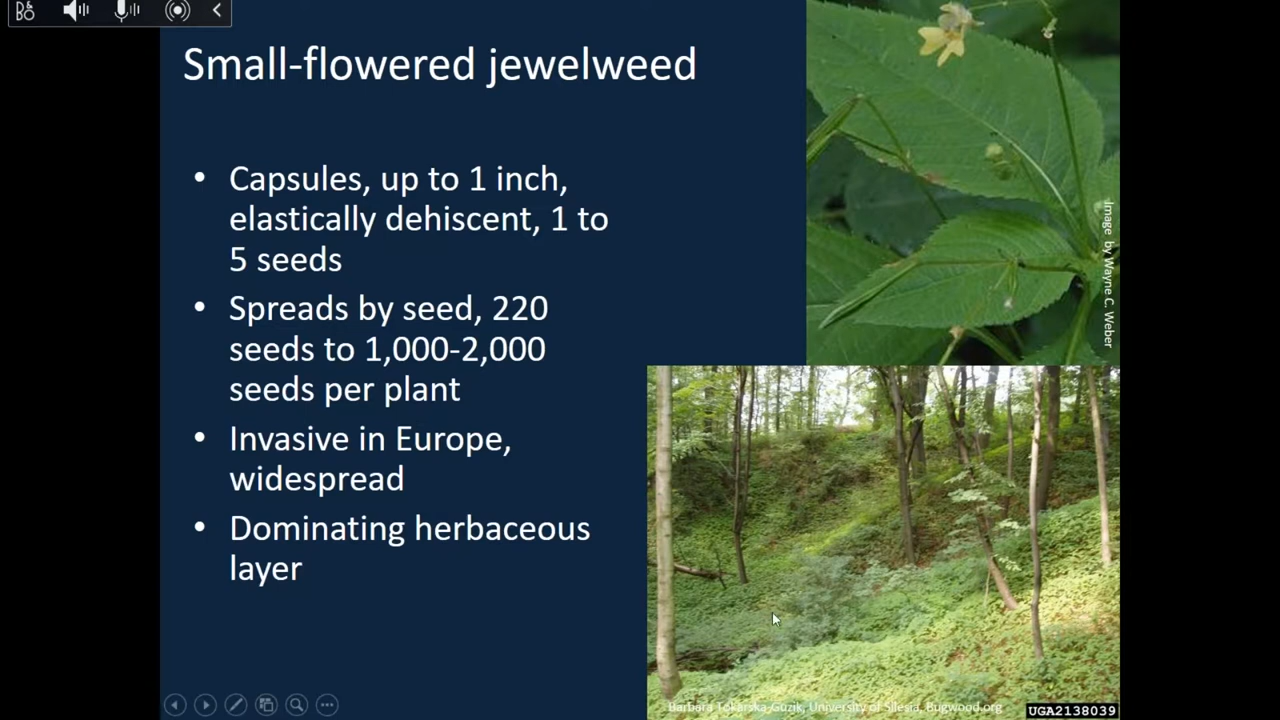 B&O
Small-flowered jewelweed
• Capsules, up to 1 inch,
elastically dehiscent, 1 to
5 seeds
• Spreads by seed, 220
seeds to 1,000-2,000
seeds per plant
• Invasive in Europe,
widespread
• Dominating herbaceous
layer
Image by Wayne C. Weber
Barbara Tokarska-Guzik, University of Silesia, Bugwood.org
UGA2138039